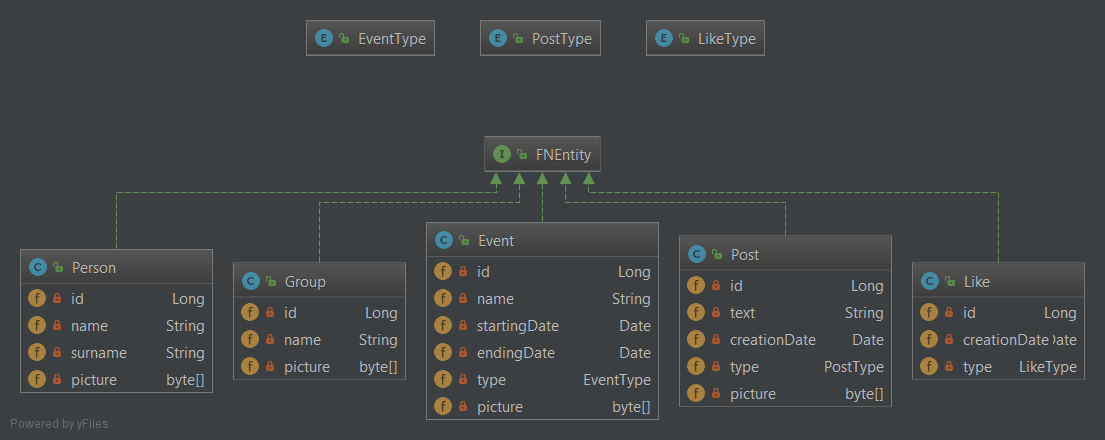 E EventType
E PostType
E LikeType
I FNEntity
C Person
f id Long
f name String
f surname String
f picture byte[]
C Group
f id Long
f name String
f picture byte[]
C Event
f id Long
f name String
f startingDate Date
f endingDate Date
f type EventType
f picture byte[]
C Post
f id Long
f text String
f creationDate Date
f type PostType
f picture byte[]
C Like
f id Long
f creationDate
f type LikeType
Powered by yFiles